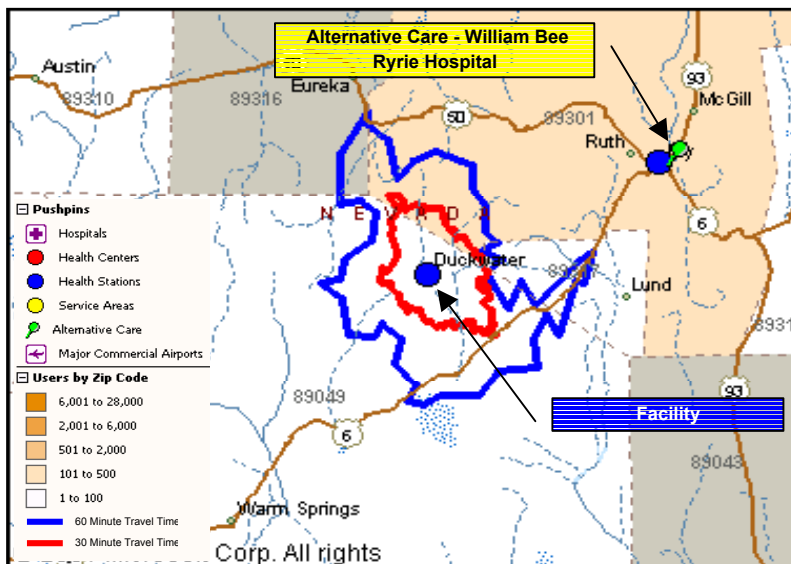 Alternative Care - William Bee
Ryrie Hospital
Austin
89310
89316
Eureka
50
89301
93
McGill
Ruth
6
NEVADA
Duckwater
Lund
89049
6
93
Facility
89043
Warm Springs
Pushpins
Hospitals
Health Centers
Health Stations
Service Areas
Alternative Care
Major Commercial Airports
Users by Zip Code
6,001 to 28,000
2,001 to 6,000
501 to 2,000
101 to 500
1 to 100
60 Minute Travel Time
30 Minute Travel Time
Corp. All rights